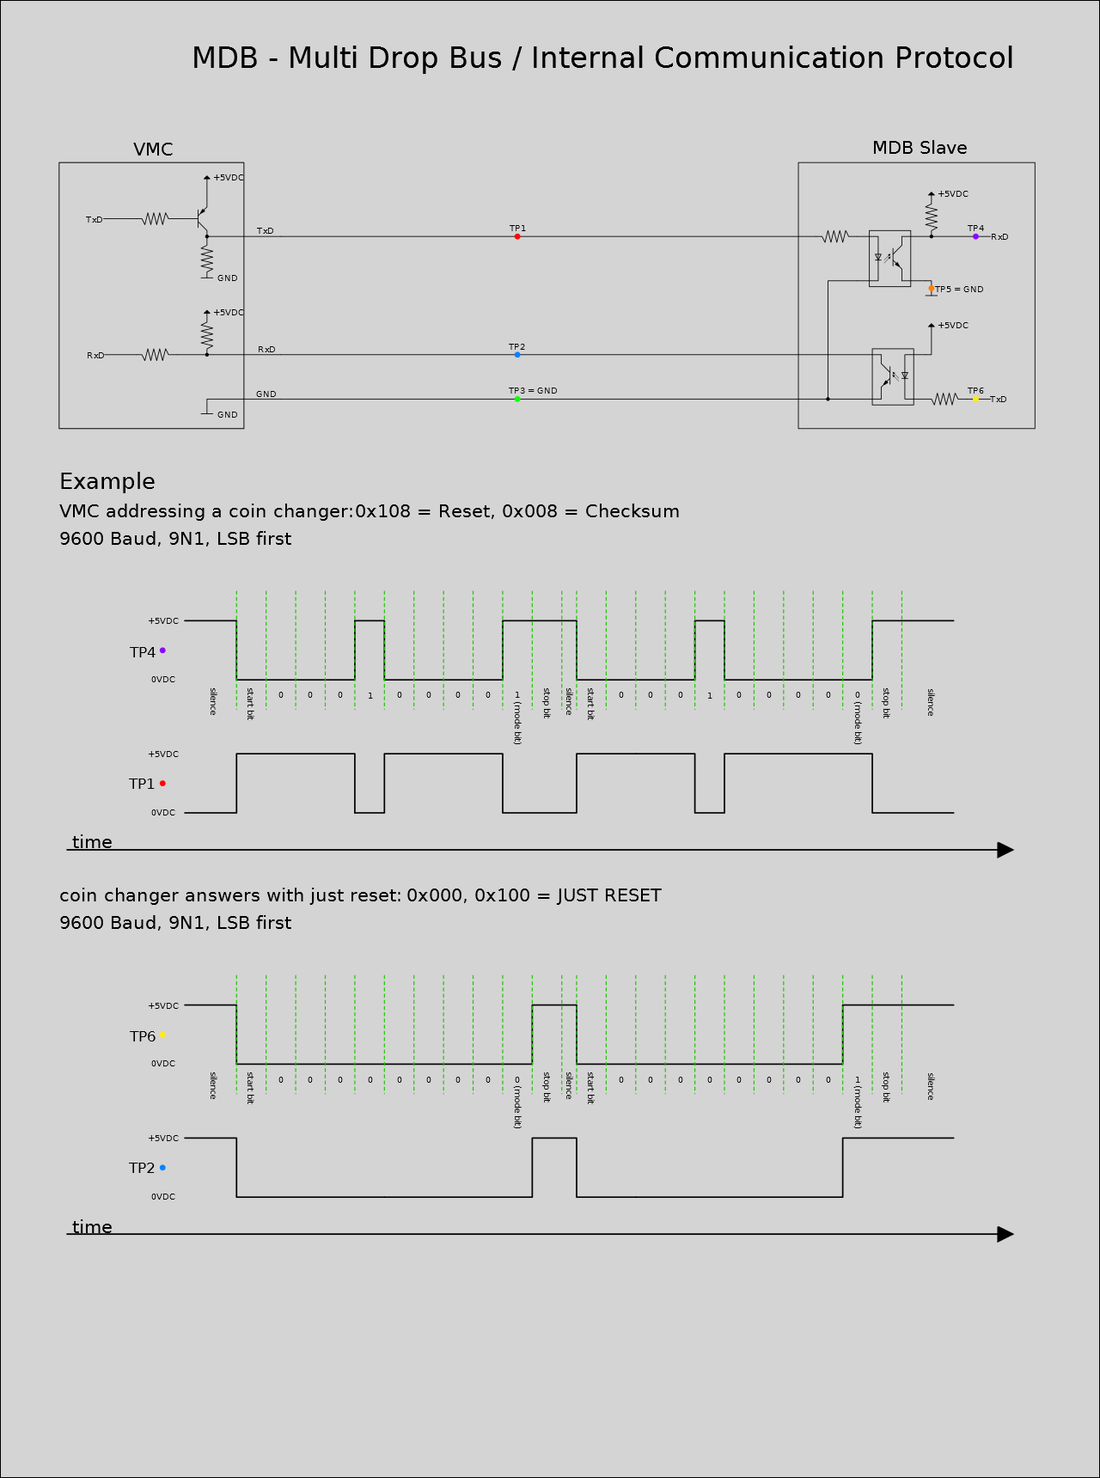 MDB - Multi Drop Bus / Internal Communication Protocol
VMC
MDB Slave
+5VDC
+5VDC
TxD
TxD
TP1
TP4
RxD
GND
TP5 = GND
+5VDC
+5VDC
RxD
RxD
TP2
GND
TP3 = GND
TP6
TxD
GND
Example
VMC addressing a coin changer:0x108 = Reset, 0x008 = Checksum
9600 Baud, 9N1, LSB first
+5VDC
TP4
0VDC
silence
start bit
0 0 0 1 0 0 0 0 1 (mode bit)
stop bit
silence
start bit
0 0 0 1 0 0 0 0 0 (mode bit)
stop bit
silence
+5VDC
TP1
0VDC
time
coin changer answers with just reset: 0x000, 0x100 = JUST RESET
9600 Baud, 9N1, LSB first
+5VDC
TP6
0VDC
silence
start bit
0 0 0 0 0 0 0 0 0 (mode bit)
stop bit
silence
start bit
0 0 0 0 0 0 0 0 1 (mode bit)
stop bit
silence
+5VDC
TP2
0VDC
time